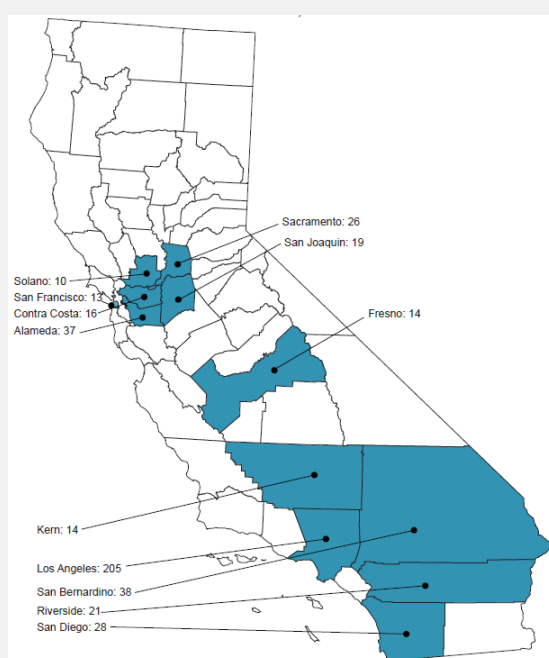 Sacramento: 26
San Joaquin: 19
Solano: 10
San Francisco: 13
Contra Costa: 16
Alameda: 37
Fresno: 14
Kern: 14
Los Angeles: 205
San Bernardino: 38
Riverside: 21
San Diego: 28